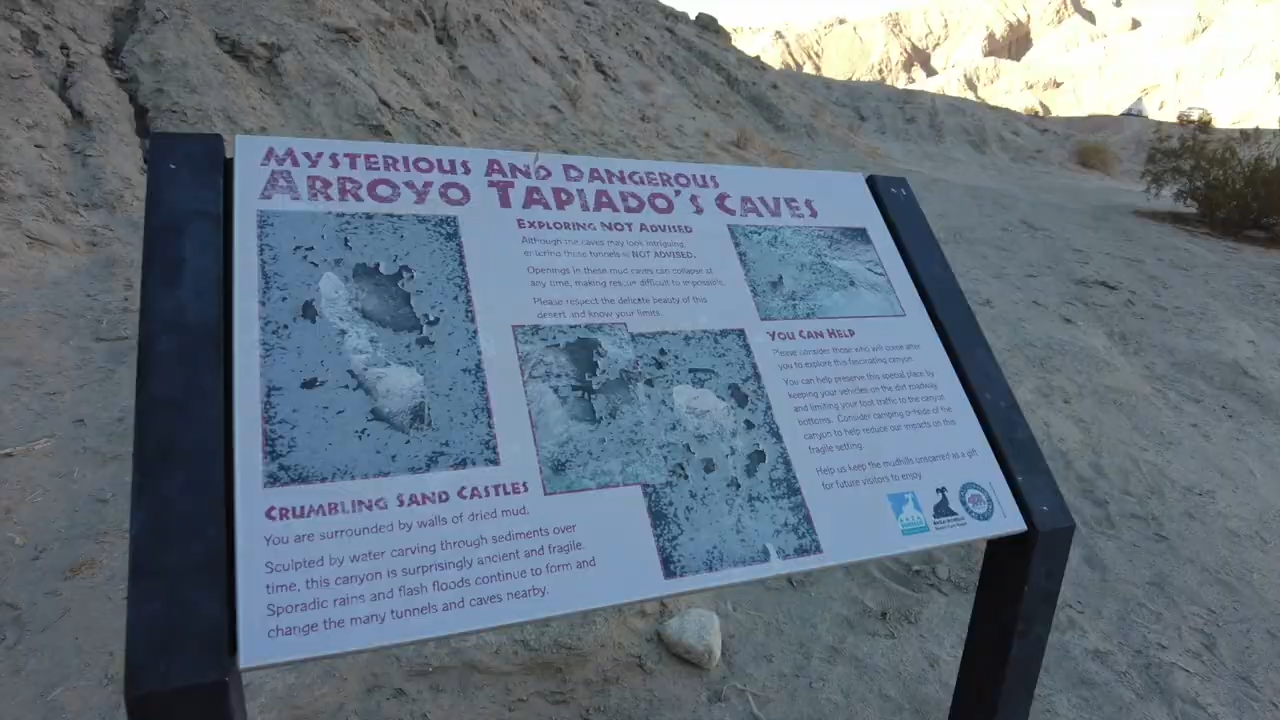 MYSTERIOUS AND DANGEROUS
ARROYO TAPIADO'S CAVES
EXPLORING NOT ADVISED
Although the caves may look intriguing,
entering these tunnels is NOT ADVISED.
Openings in these mud caves can collapse at
any time, making rescue difficult to impossible.
Please respect the delicate beauty of this
desert and know your limits.
CRUMBLING SAND CASTLES
You are surrounded by walls of dried mud.
Sculpted by water carving through sediments over
time, this canyon is surprisingly ancient and fragile.
Sporadic rains and flash floods continue to form and
change the many tunnels and caves nearby.
YOU CAN HELP
Please consider those who will come after
you to explore this fascinating canyon.
You can help preserve this special place by
keeping your vehicles on the dirt roadway
and limiting your foot traffic to the canyon
bottoms. Consider camping outside of the
canyon to help reduce our impacts on this
fragile setting.
Help us keep the mudhills unscarred as a gift
for future visitors to enjoy.